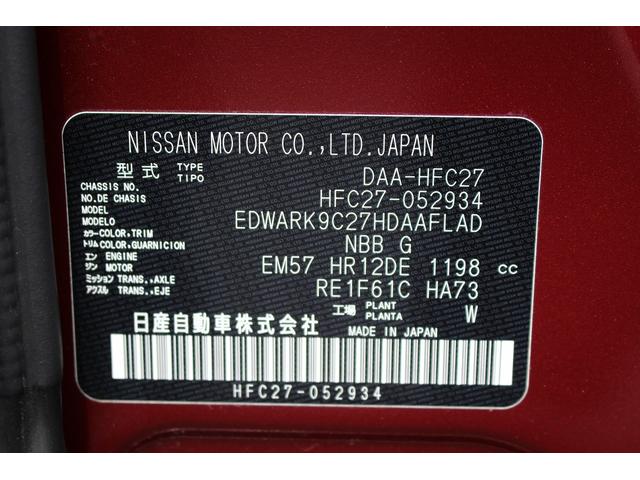 NISSAN MOTOR CO.,LTD.JAPAN
型式 TYPE TIPO DAA-HFC27
CHASSIS NO. NO.DE CHASIS HFC27-052934
MODEL MODELO EDWARK9C27HDAAFLAD
カラー COLOR,TRIM トリム COLOR,GUARNICION NBB G
エン ENGINE ジン MOTOR EM57 HR12DE 1198 cc
ミッション TRANS.,AXLE アクスル TRANS.,EJE RE1F61C HA73
工場 PLANT PLANTA W
日産自動車株式会社 MADE IN JAPAN
HFC27-052934